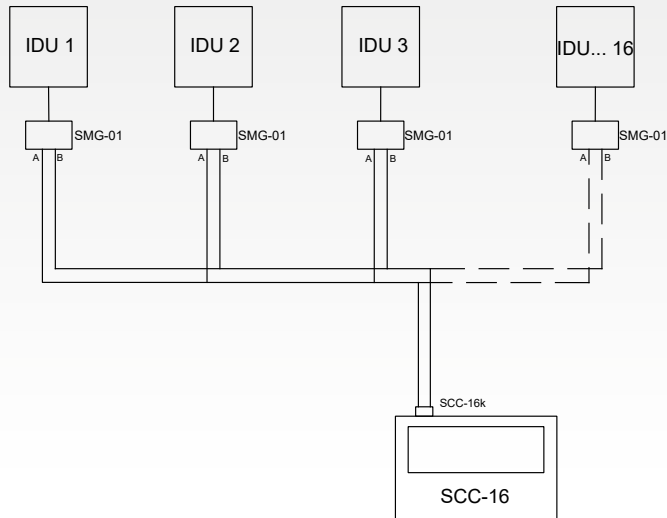 IDU 1
IDU 2
IDU 3
IDU... 16
SMG-01
SMG-01
SMG-01
SMG-01
A B
A B
A B
A B
SCC-16k
SCC-16